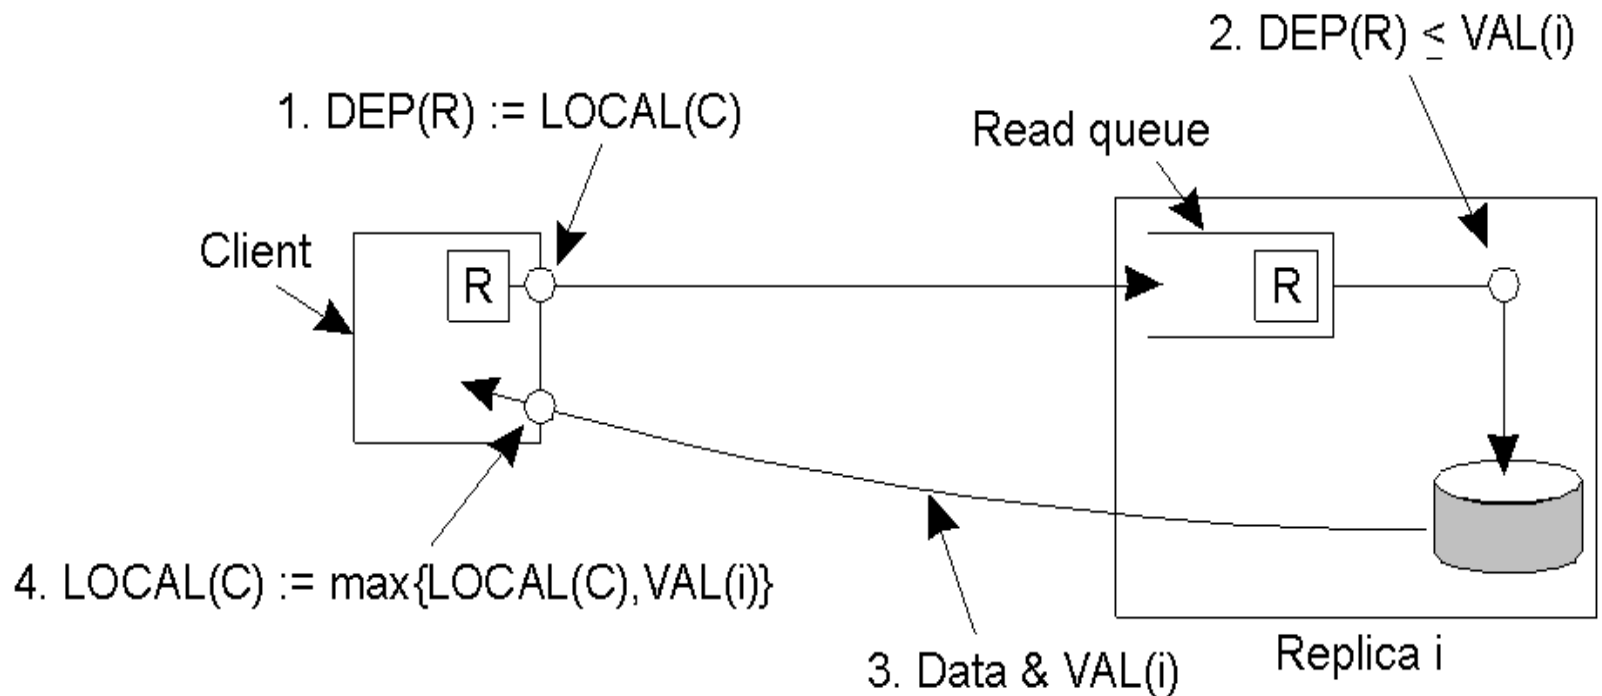 2. DEP(R) ≤ VAL(i)
1. DEP(R) := LOCAL(C)
Read queue
Client
R
R
4. LOCAL(C) := max{LOCAL(C),VAL(i)}
3. Data & VAL(i)
Replica i